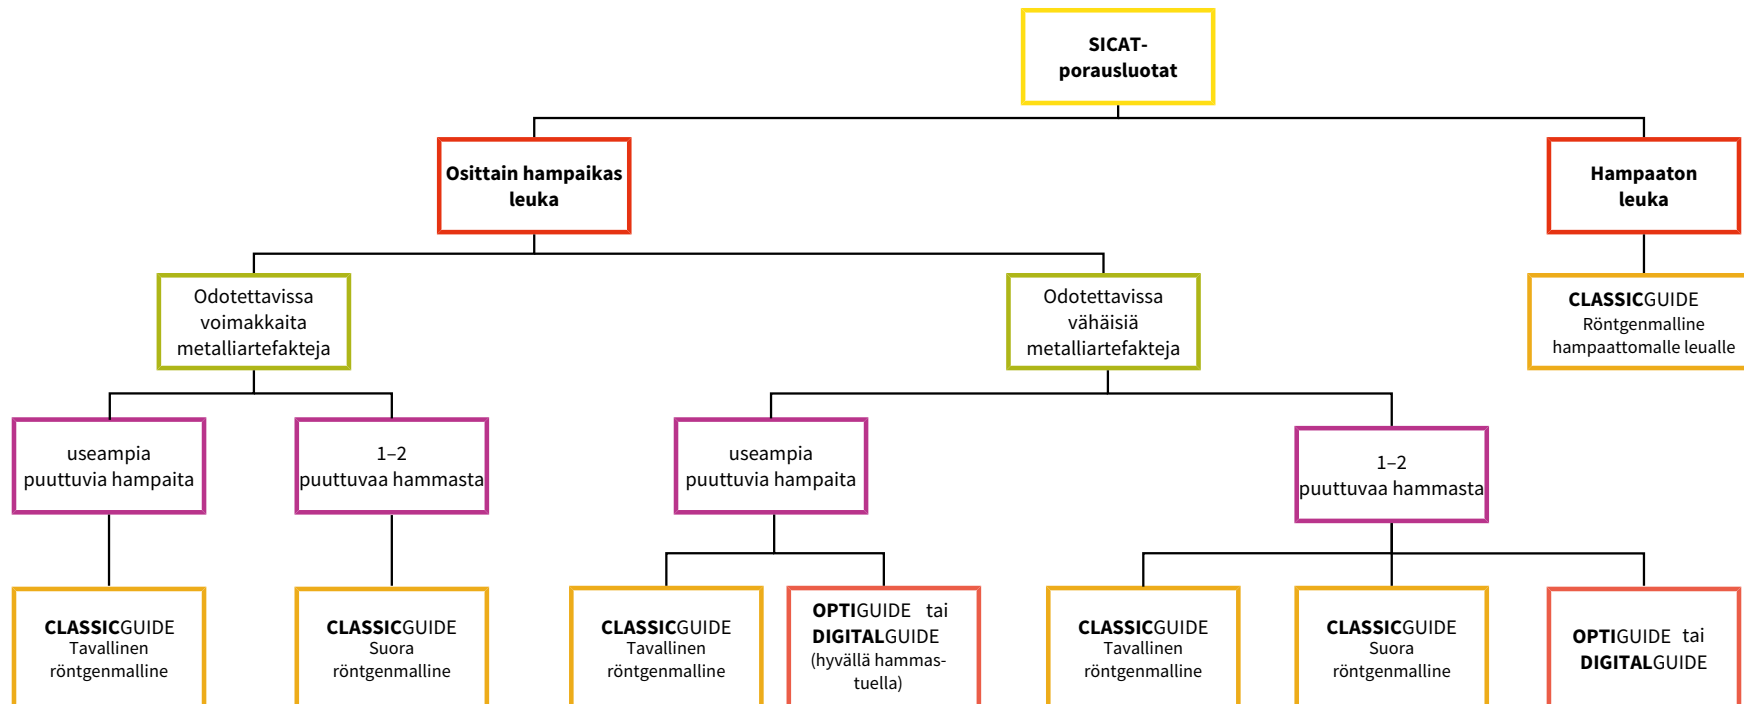 SICAT-
porausluotat
Osittain hampaikas
leuka
Hampaaton
leuka
Odotettavissa
voimakkaita
metalliartefakteja
Odotettavissa
vähäisiä
metalliartefakteja
CLASSICGUIDE
Röntgenmalline
hampaattomalle leualle
useampia
puuttuvia hampaita
1–2
puuttuvaa hammasta
useampia
puuttuvia hampaita
1–2
puuttuvaa hammasta
CLASSICGUIDE
Tavallinen
röntgenmalline
CLASSICGUIDE
Suora
röntgenmalline
CLASSICGUIDE
Tavallinen
röntgenmalline
OPTIGUIDE tai
DIGITALGUIDE
(hyvällä hammas-
tuella)
CLASSICGUIDE
Tavallinen
röntgenmalline
CLASSICGUIDE
Suora
röntgenmalline
OPTIGUIDE tai
DIGITALGUIDE